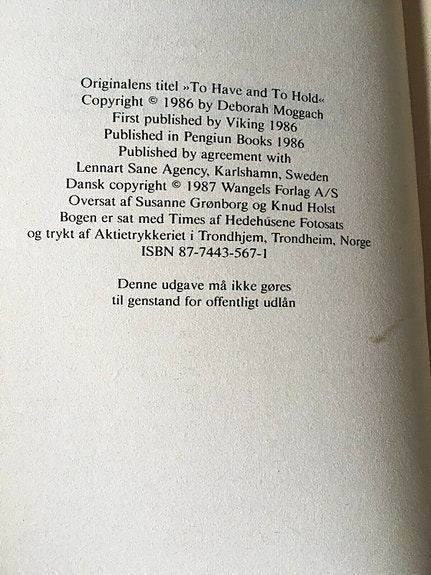 Originalens titel »To Have and To Hold«
Copyright © 1986 by Deborah Moggach
First published by Viking 1986
Published in Pengiun Books 1986
Published by agreement with
Lennart Sane Agency, Karlshamn, Sweden
Dansk copyright © 1987 Wangels Forlag A/S
Oversat af Susanne Grønborg og Knud Holst
Bogen er sat med Times af Hedehusene Fotosats
og trykt af Aktietrykkeriet i Trondhjem, Trondheim, Norge
ISBN 87-7443-567-1
Denne udgave må ikke gøres
til genstand for offentligt udlån